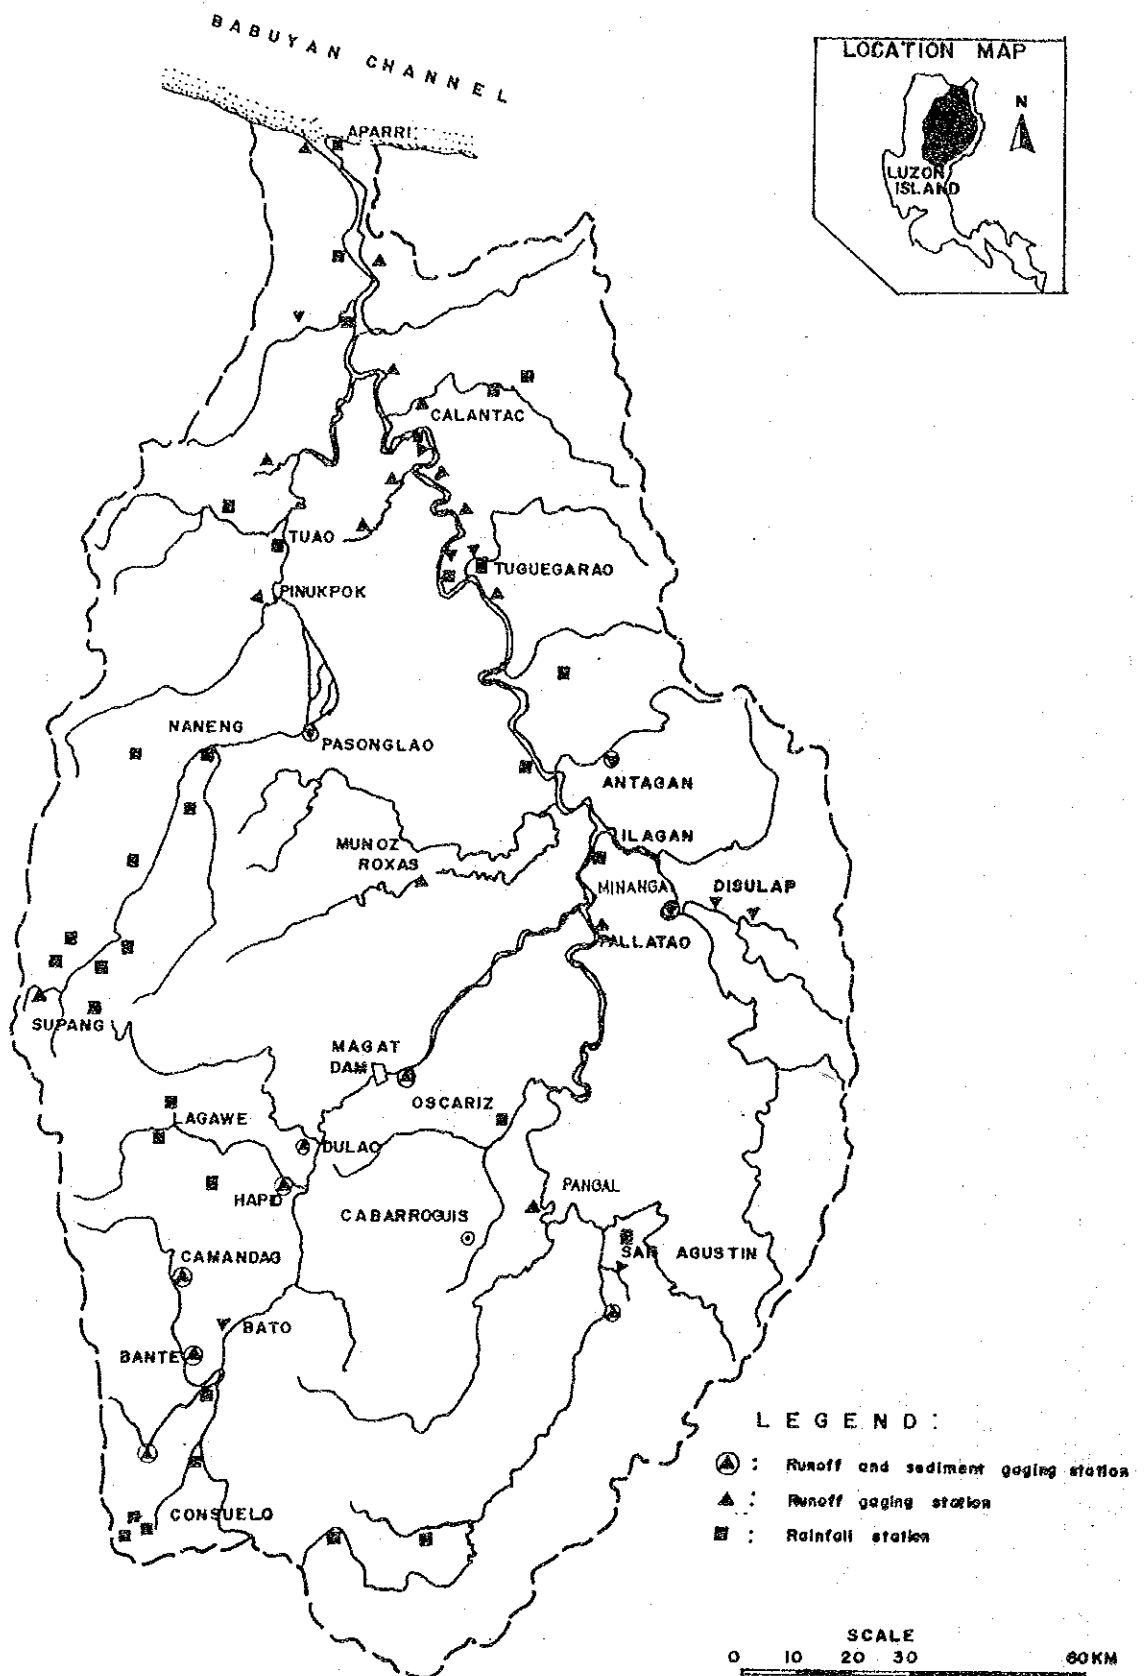 BABUYAN CHANNEL
LOCATION MAP
N
LUZON
ISLAND
APARRI
CALANTAC
TUAO
TUGUEGARAO
PINUKPOK
NANENG
PASONGLAO
ANTAGAN
MUNOZ
ROXAS
ILAGAN
MINANGA
DISULAP
PALLATAO
SUPANG
MAGAT
DAM
OSCARIZ
LAGAWE
DULAO
HAPID
PANGAL
CABARROGUIS
SAN AGUSTIN
CAMANDAG
BATO
BANTE
CONSUELO
LEGEND:
: Runoff and sediment gaging station
: Runoff gaging station
: Rainfall station
SCALE
0 10 20 30 60 KM